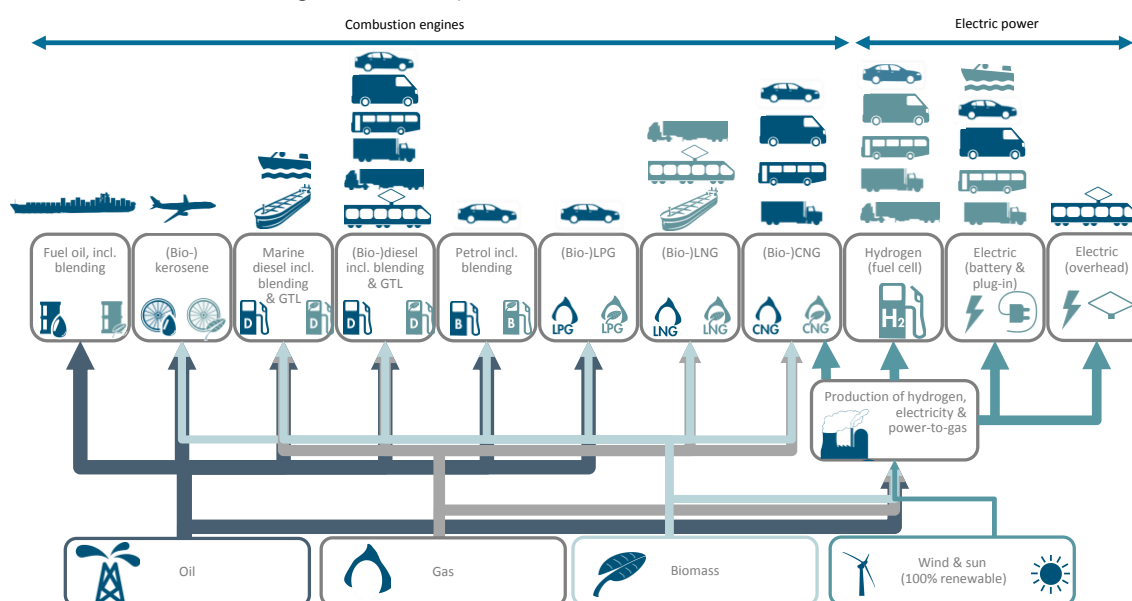 Combustion engines
Electric power
Fuel oil, incl.
blending
(Bio-)
kerosene
Marine
diesel incl.
blending
& GTL
D
D
(Bio-)diesel
incl. blending
& GTL
D
D
Petrol incl.
blending
B
B
(Bio-)LPG
LPG
LPG
(Bio-)LNG
LNG
LNG
(Bio-)CNG
CNG
CNG
Hydrogen
(fuel cell)
H2
Electric
(battery &
plug-in)
Electric
(overhead)
Production of hydrogen,
electricity &
power-to-gas
Oil
Gas
Biomass
Wind & sun
(100% renewable)